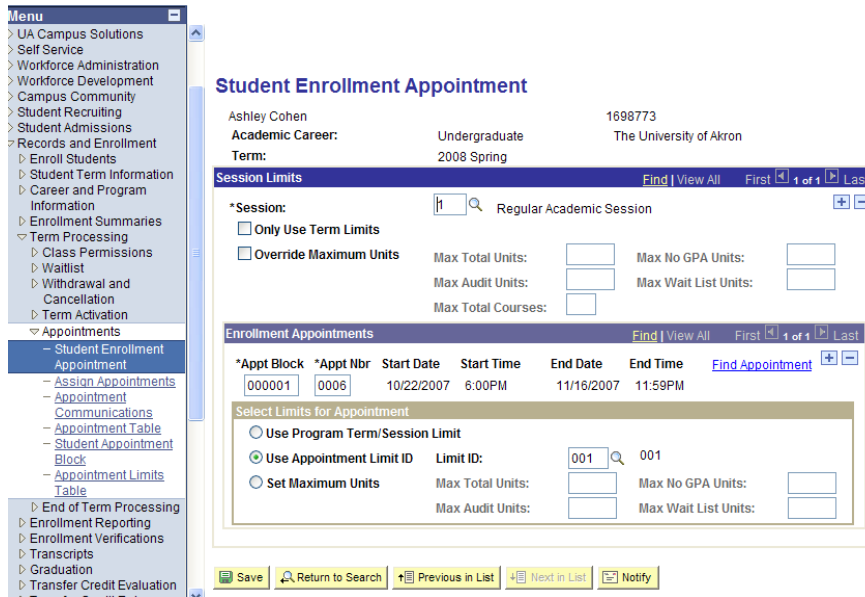 Menu
UA Campus Solutions
Self Service
Workforce Administration
Workforce Development
Campus Community
Student Recruiting
Student Admissions
Records and Enrollment
Enroll Students
Student Term Information
Career and Program
Information
Enrollment Summaries
Term Processing
Class Permissions
Waitlist
Withdrawal and
Cancellation
Term Activation
Appointments
– Student Enrollment
Appointment
– Assign Appointments
– Appointment
Communications
– Appointment Table
– Student Appointment
Block
– Appointment Limits
Table
End of Term Processing
Enrollment Reporting
Enrollment Verifications
Transcripts
Graduation
Transfer Credit Evaluation
Student Enrollment Appointment
Ashley Cohen 1698773
Academic Career: Undergraduate The University of Akron
Term: 2008 Spring
Session Limits Find | View All First 1 of 1 Las
*Session: 1 Regular Academic Session
Only Use Term Limits
Override Maximum Units Max Total Units: Max No GPA Units:
Max Audit Units: Max Wait List Units:
Max Total Courses:
Enrollment Appointments Find | View All First 1 of 1 Last
*Appt Block *Appt Nbr Start Date Start Time End Date End Time Find Appointment
000001 0006 10/22/2007 6:00PM 11/16/2007 11:59PM
Select Limits for Appointment
Use Program Term/Session Limit
Use Appointment Limit ID Limit ID: 001 001
Set Maximum Units Max Total Units: Max No GPA Units:
Max Audit Units: Max Wait List Units:
Save Return to Search Previous in List Next in List Notify